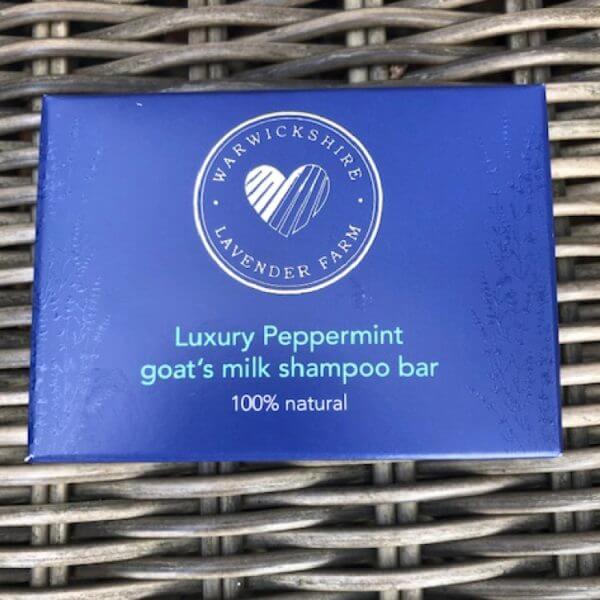 WARWICKSHIRE
LAVENDER FARM
Luxury Peppermint
goat's milk shampoo bar
100% natural